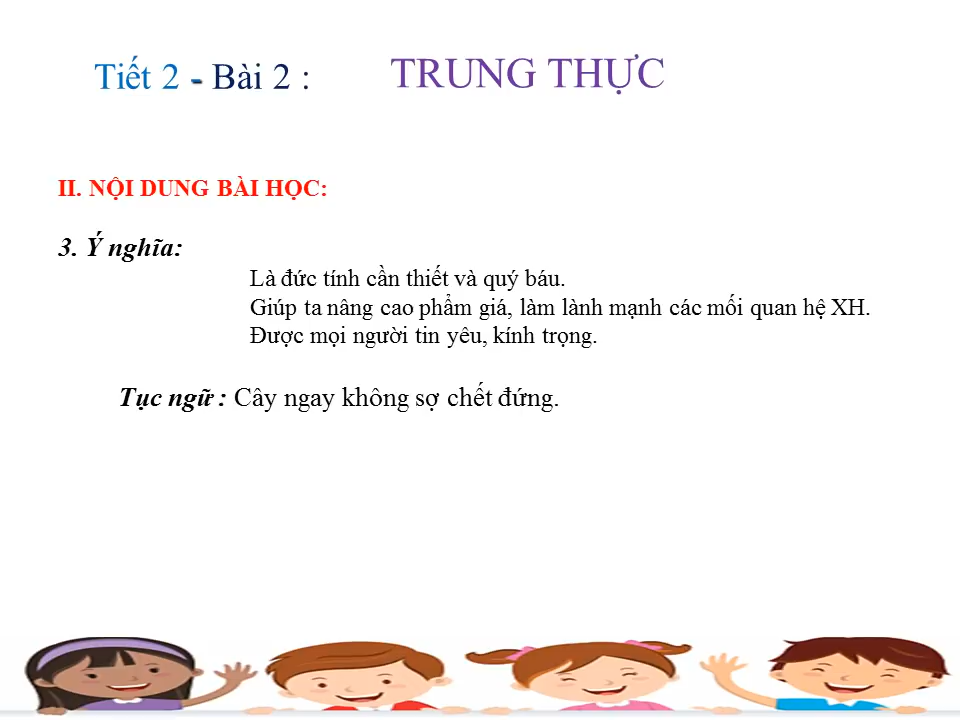 Tiết 2 - Bài 2 : TRUNG THỰC
II. NỘI DUNG BÀI HỌC:
3. Ý nghĩa:
Là đức tính cần thiết và quý báu.
Giúp ta nâng cao phẩm giá, làm lành mạnh các mối quan hệ XH.
Được mọi người tin yêu, kính trọng.
Tục ngữ : Cây ngay không sợ chết đứng.